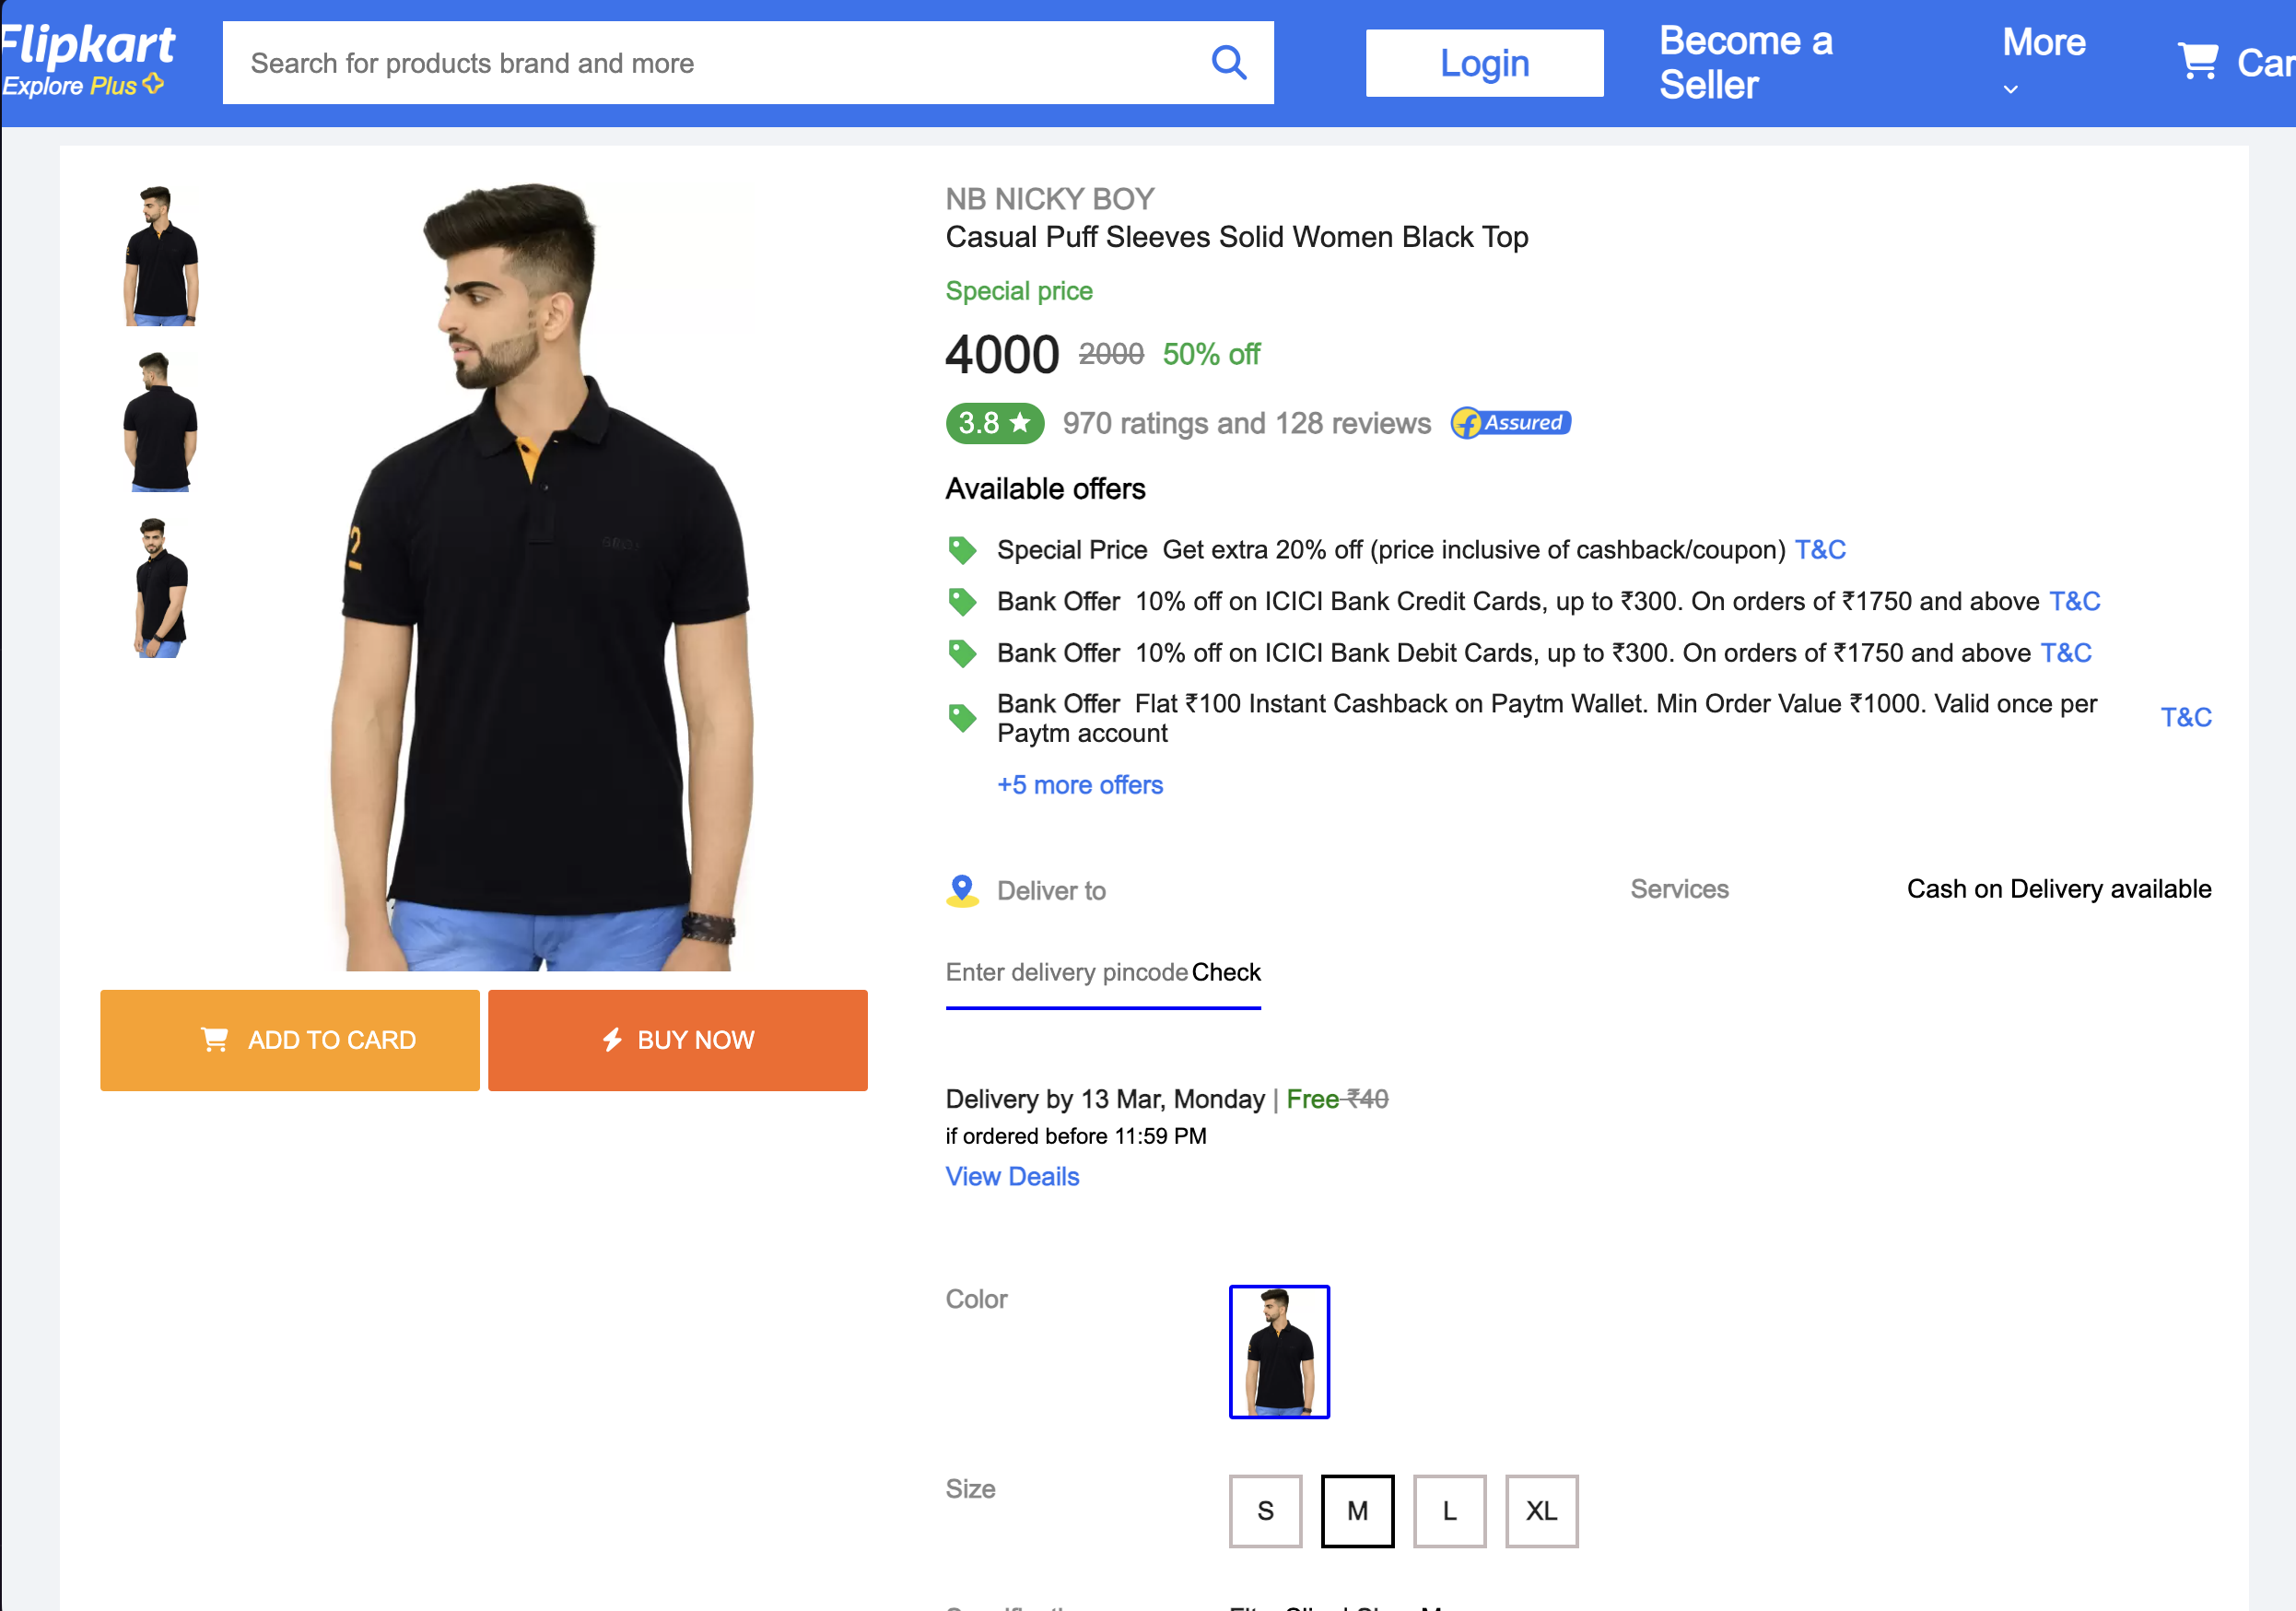 Flipkart
Explore Plus
Search for products brand and more
Login
Become a
Seller
More
NB NICKY BOY
Casual Puff Sleeves Solid Women Black Top
Special price
4000 2000 50% off
3.8 970 ratings and 128 reviews Assured
Available offers
Special Price Get extra 20% off (price inclusive of cashback/coupon) T&C
Bank Offer 10% off on ICICI Bank Credit Cards, up to ₹300. On orders of ₹1750 and above T&C
Bank Offer 10% off on ICICI Bank Debit Cards, up to ₹300. On orders of ₹1750 and above T&C
Bank Offer Flat ₹100 Instant Cashback on Paytm Wallet. Min Order Value ₹1000. Valid once per
Paytm account T&C
+5 more offers
Deliver to
Services Cash on Delivery available
Enter delivery pincode Check
ADD TO CARD
BUY NOW
Delivery by 13 Mar, Monday | Free ₹40
if ordered before 11:59 PM
View Deails
Color
Size
S M L XL